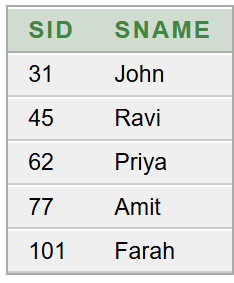 SID SNAME
31 John
45 Ravi
62 Priya
77 Amit
101 Farah